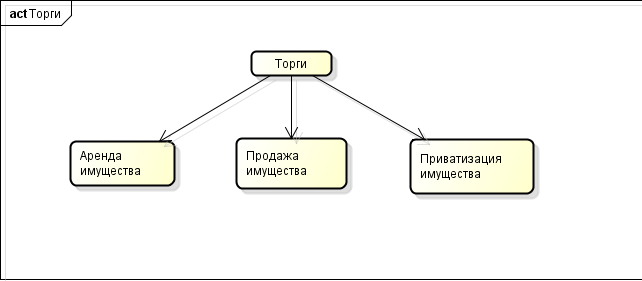 act Торги
Торги
Аренда
имущества
Продажа
имущества
Приватизация
имущества